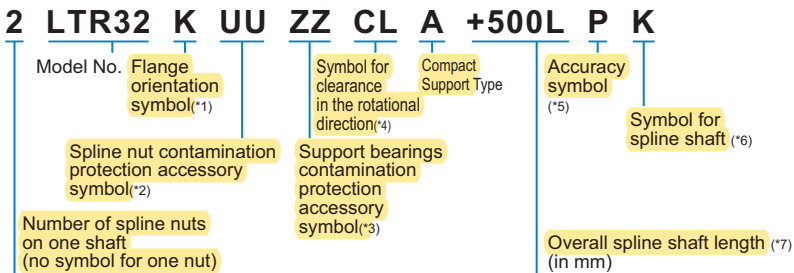 2 LTR32 K UU ZZ CL A +500L P K
Model No.
Flange
orientation
symbol(*1)
Symbol for
clearance
in the rotational
direction(*4)
Compact
Support Type
Accuracy
symbol
(*5)
Symbol for
spline shaft (*6)
Spline nut contamination
protection accessory
symbol(*2)
Support bearings
contamination
protection
accessory
symbol(*3)
Number of spline nuts
on one shaft
(no symbol for one nut)
Overall spline shaft length (*7)
(in mm)